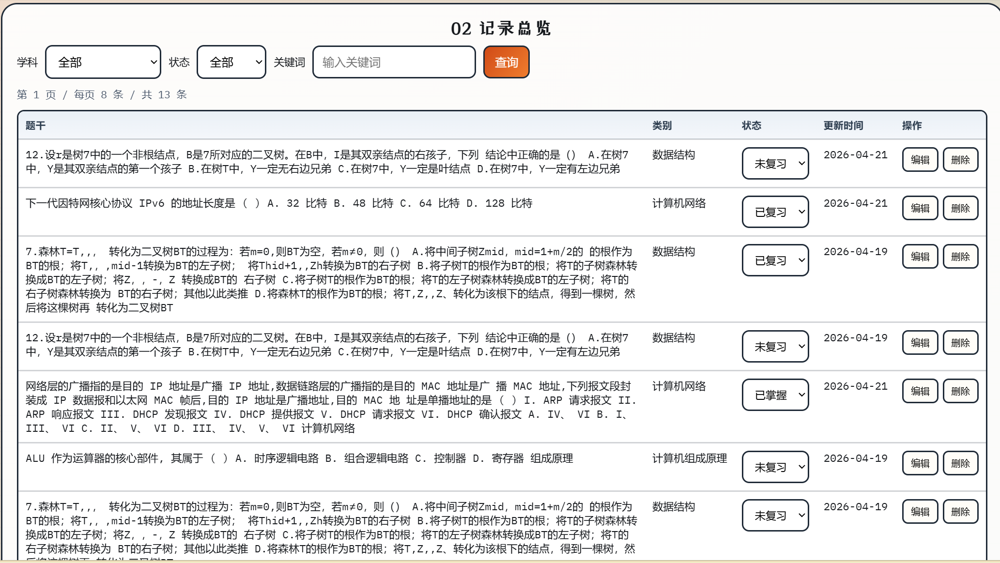 02 记录总览
学科 全部 状态 全部 关键词 输入关键词 查询
第 1 页 / 每页 8 条 / 共 13 条
题干 类别 状态 更新时间 操作
12.设r是树7中的一个非根结点，B是7所对应的二叉树。在B中，I是其双亲结点的右孩子，下列 结论中正确的是（） A.在树7 数据结构 未复习 2026-04-21 编辑 删除
中，Y是其双亲结点的第一个孩子 B.在树T中，Y一定无右边兄弟 C.在树7中，Y一定是叶结点 D.在树7中，Y一定有左边兄弟
下一代因特网核心协议 IPv6 的地址长度是（ ）A. 32 比特 B. 48 比特 C. 64 比特 D. 128 比特 计算机网络 已复习 2026-04-21 编辑 删除
7.森林T=T,,， 转化为二叉树BT的过程为：若m=0,则BT为空，若m≠0，则（） A.将中间子树Zmid，mid=1+m/2的 的根作为 数据结构 已复习 2026-04-19 编辑 删除
BT的根；将T,，,mid-1转换为BT的左子树； 将Thid+1,,Zh转换为BT的右子树 B.将子树T的根作为BT的根；将T的子树森林转
换成BT的左子树；将Z，，-，Z 转换成BT的 右子树 C.将子树T的根作为BT的根；将T的左子树森林转换成BT的左子树；将T的
右子树森林转换为 BT的右子树；其他以此类推 D.将森林T的根作为BT的根；将T,Z,,Z、转化为该根下的结点，得到一棵树，然
后将这棵树再 转化为二叉树BT
12.设r是树7中的一个非根结点，B是7所对应的二叉树。在B中，I是其双亲结点的右孩子，下列 结论中正确的是（） A.在树7 数据结构 未复习 2026-04-19 编辑 删除
中，Y是其双亲结点的第一个孩子 B.在树T中，Y一定无右边兄弟 C.在树7中，Y一定是叶结点 D.在树7中，Y一定有左边兄弟
网络层的广播指的是目的 IP 地址是广播 IP 地址,数据链路层的广播指的是目的 MAC 地址是广 播 MAC 地址,下列报文段封 计算机网络 已掌握 2026-04-21 编辑 删除
装成 IP 数据报和以太网 MAC 帧后,目的 IP 地址是广播地址,目的 MAC 地 址是单播地址的是（ ）I. ARP 请求报文 II.
ARP 响应报文 III. DHCP 发现报文 IV. DHCP 提供报文 V. DHCP 请求报文 VI. DHCP 确认报文 A. IV、 VI B. I、
III、 VI C. II、 V、 VI D. III、 IV、 V、 VI 计算机网络
ALU 作为运算器的核心部件, 其属于（ ）A. 时序逻辑电路 B. 组合逻辑电路 C. 控制器 D. 寄存器 组成原理 计算机组成原理 未复习 2026-04-19 编辑 删除
7.森林T=T,,， 转化为二叉树BT的过程为：若m=0,则BT为空，若m≠0，则（） A.将中间子树Zmid，mid=1+m/2的 的根作为 数据结构 未复习 2026-04-19 编辑 删除
BT的根；将T,，,mid-1转换为BT的左子树； 将Thid+1,,Zh转换为BT的右子树 B.将子树T的根作为BT的根；将T的子树森林转
换成BT的左子树；将Z，，-，Z 转换成BT的 右子树 C.将子树T的根作为BT的根；将T的左子树森林转换成BT的左子树；将T的
右子树森林转换为 BT的右子树；其他以此类推 D.将森林T的根作为BT的根；将T,Z,,Z、转化为该根下的结点，得到一棵树，然